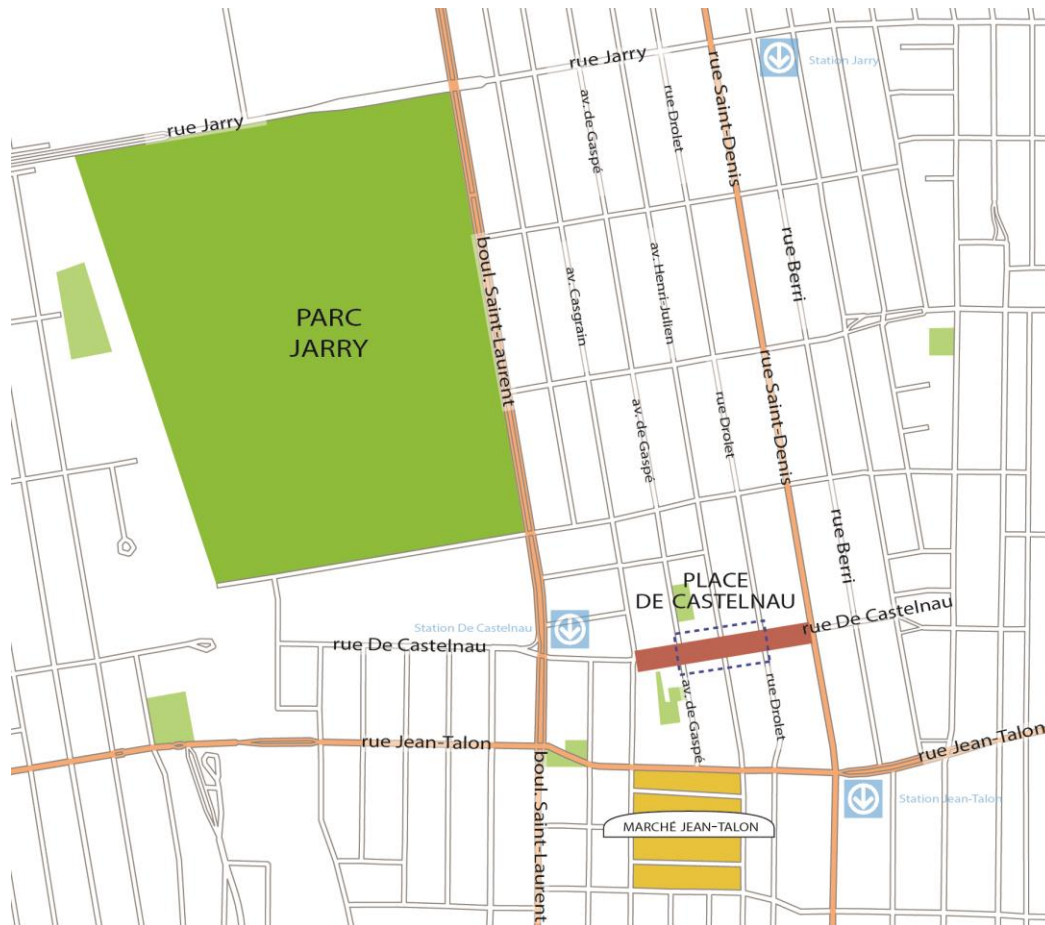 rue Jarry
rue Saint-Denis
Station Jarry
rue Jarry
av. de Gaspé
rue Drolet
boul. Saint-Laurent
av. Casgrain
av. Henri-Julien
rue Berri
PARC
JARRY
av. de Gaspé
rue Drolet
rue Saint-Denis
rue Berri
PLACE
DE CASTELNAU
rue De Castelnau
Station De Castelnau
rue De Castelnau
av. de Gaspé
rue Drolet
rue Jean-Talon
rue Jean-Talon
boul. Saint-Laurent
Station Jean-Talon
MARCHÉ JEAN-TALON